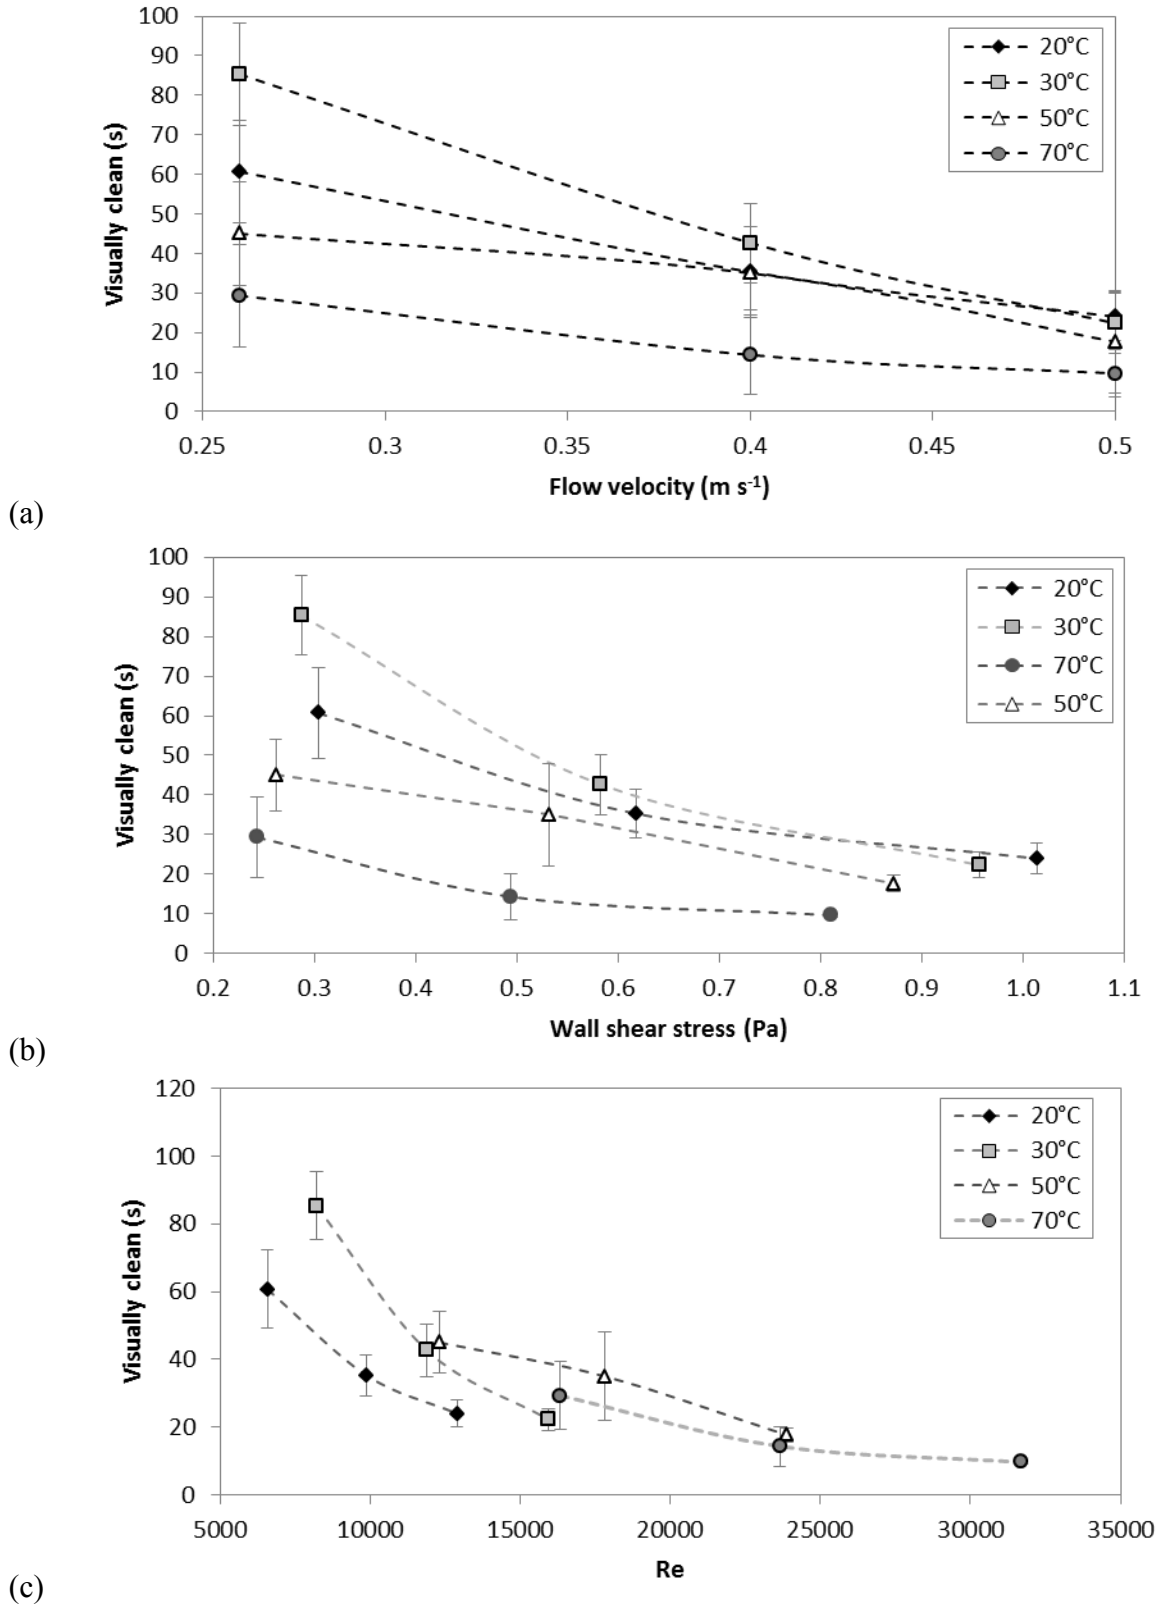 100
90
80
70
60
50
40
30
20
10
0
Visually clean (s)
20°C
30°C
50°C
70°C
0.25 0.3 0.35 0.4 0.45 0.5
Flow velocity (m s⁻¹)
(a)
100
90
80
70
60
50
40
30
20
10
0
Visually clean (s)
20°C
30°C
70°C
50°C
0.2 0.3 0.4 0.5 0.6 0.7 0.8 0.9 1.0 1.1
Wall shear stress (Pa)
(b)
120
100
80
60
40
20
0
Visually clean (s)
20°C
30°C
50°C
70°C
5000 10000 15000 20000 25000 30000 35000
Re
(c)